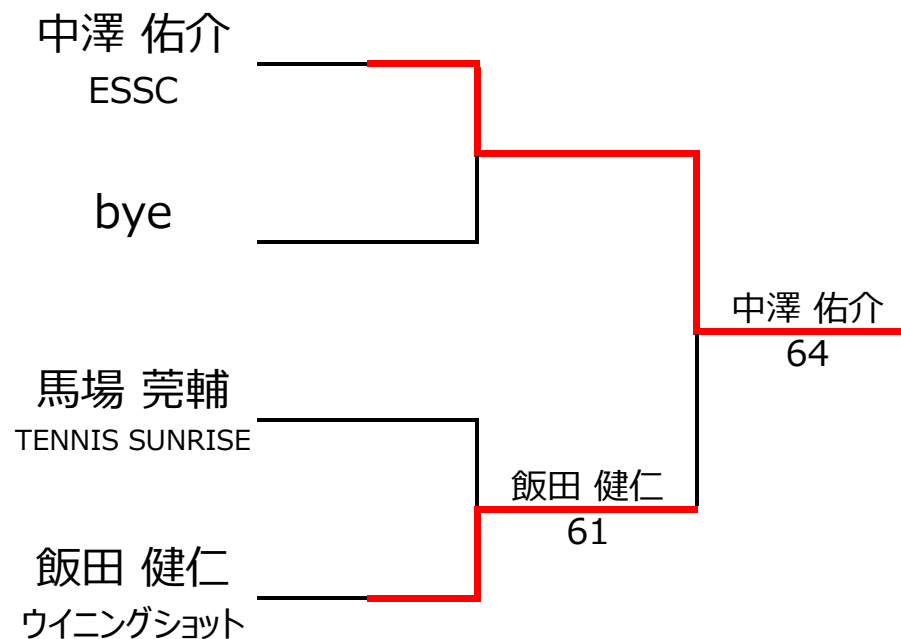 中澤 佑介
ESSC
bye
馬場 莞輔
TENNIS SUNRISE
飯田 健仁
ウイニングショット
飯田 健仁
61
中澤 佑介
64